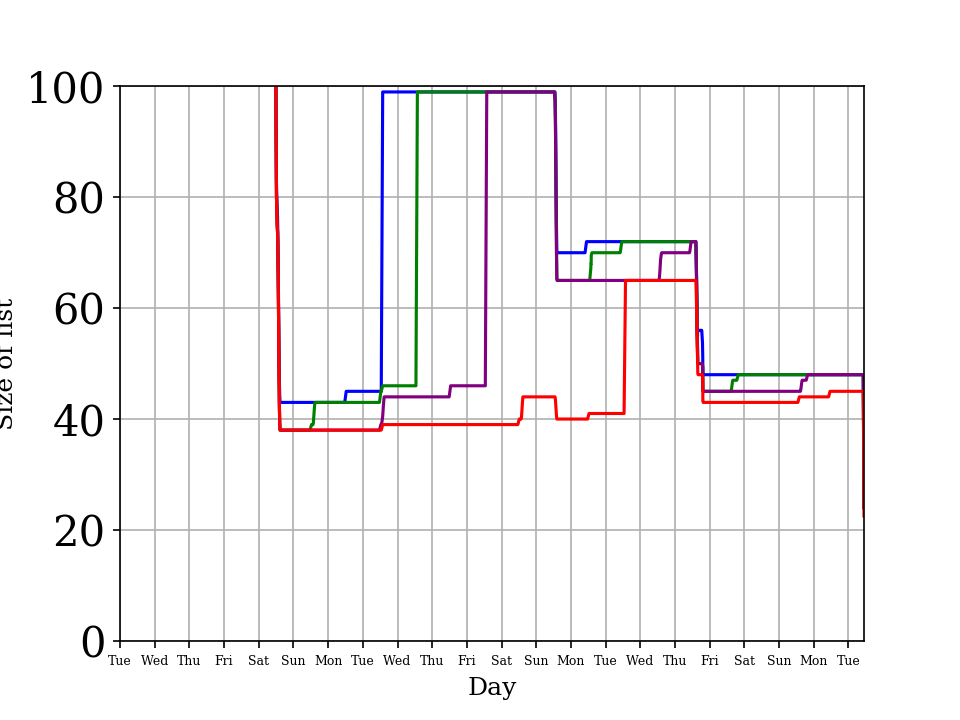 100
80
60
40
20
0
Size of list
Tue Wed Thu Fri Sat Sun Mon Tue Wed Thu Fri Sat Sun Mon Tue Wed Thu Fri Sat Sun Mon Tue
Day